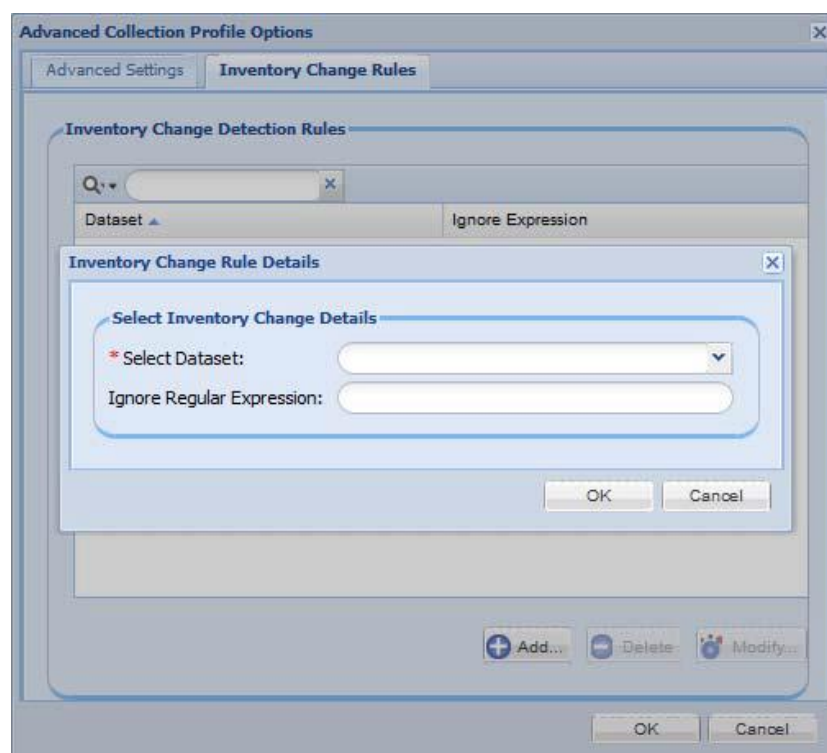 Advanced Collection Profile Options
Advanced Settings
Inventory Change Rules
Inventory Change Detection Rules
Dataset
Ignore Expression
Inventory Change Rule Details
Select Inventory Change Details
* Select Dataset:
Ignore Regular Expression:
OK
Cancel
Add...
Delete
Modify...
OK
Cancel